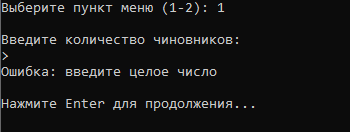 Выберите пункт меню (1-2): 1
Введите количество чиновников:
>
Ошибка: введите целое число
Нажмите Enter для продолжения...